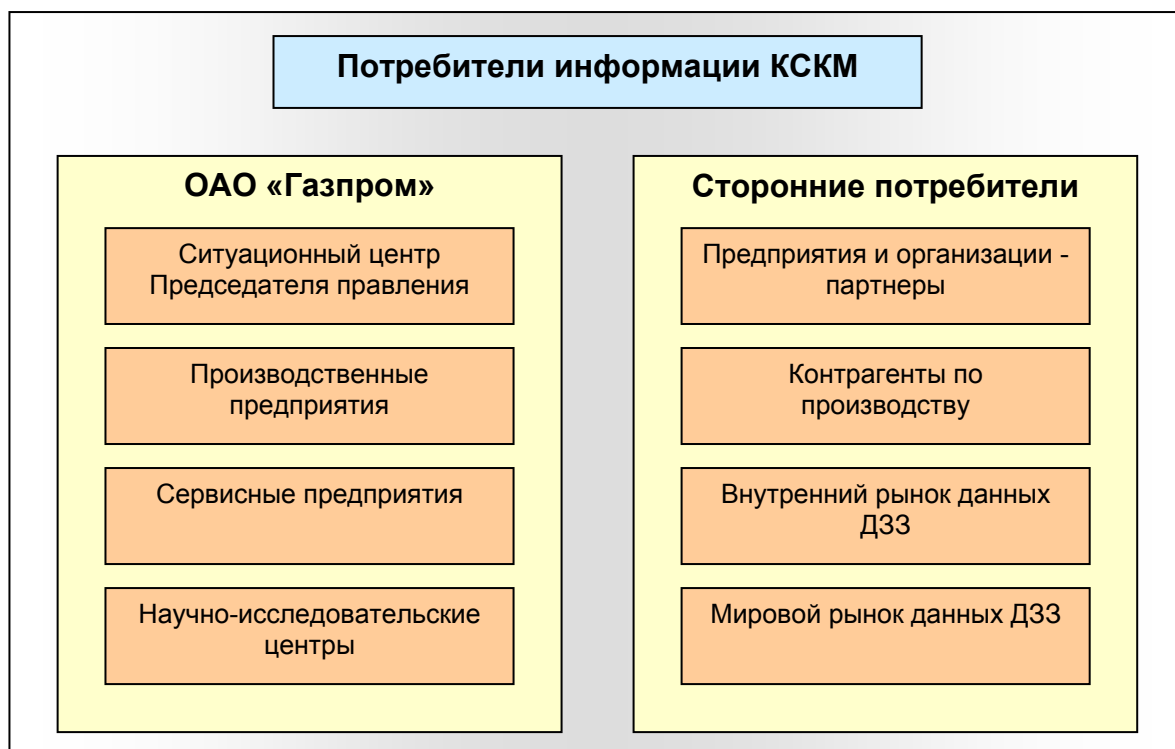 Потребители информации КСКМ
ОАО «Газпром»
Ситуационный центр
Председателя правления
Производственные
предприятия
Сервисные предприятия
Научно-исследовательские
центры
Сторонние потребители
Предприятия и организации -
партнеры
Контрагенты по
производству
Внутренний рынок данных
ДЗЗ
Мировой рынок данных ДЗЗ